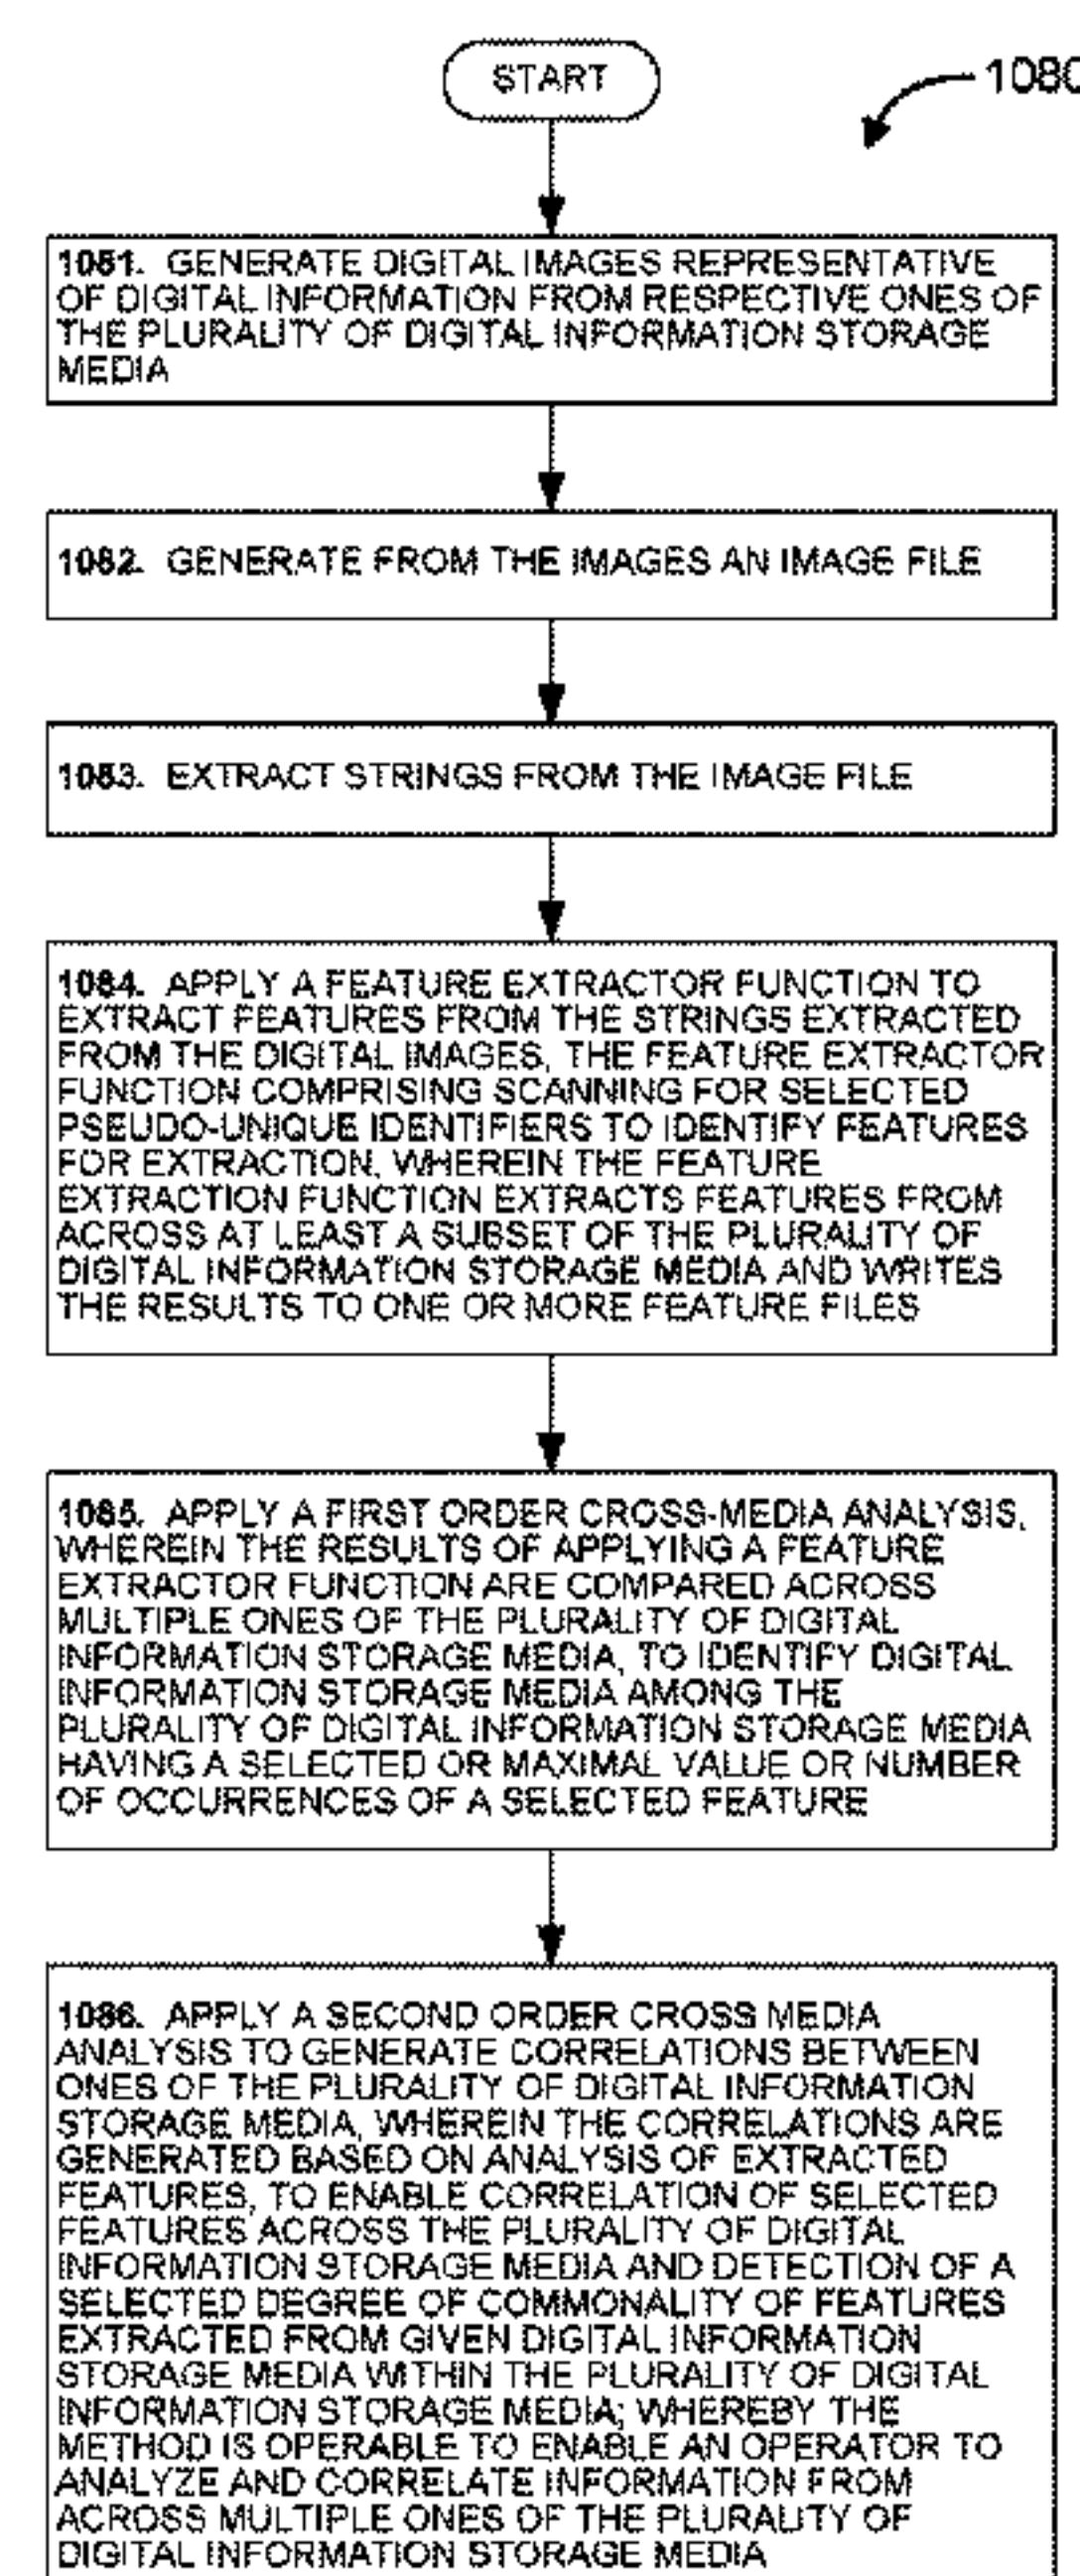 START
1080
1081. GENERATE DIGITAL IMAGES REPRESENTATIVE
OF DIGITAL INFORMATION FROM RESPECTIVE ONES OF
THE PLURALITY OF DIGITAL INFORMATION STORAGE
MEDIA
1082. GENERATE FROM THE IMAGES AN IMAGE FILE
1083. EXTRACT STRINGS FROM THE IMAGE FILE
1084. APPLY A FEATURE EXTRACTOR FUNCTION TO
EXTRACT FEATURES FROM THE STRINGS EXTRACTED
FROM THE DIGITAL IMAGES, THE FEATURE EXTRACTOR
FUNCTION COMPRISING SCANNING FOR SELECTED
PSEUDO-UNIQUE IDENTIFIERS TO IDENTIFY FEATURES
FOR EXTRACTION, WHEREIN THE FEATURE
EXTRACTION FUNCTION EXTRACTS FEATURES FROM
ACROSS AT LEAST A SUBSET OF THE PLURALITY OF
DIGITAL INFORMATION STORAGE MEDIA AND WRITES
THE RESULTS TO ONE OR MORE FEATURE FILES
1085. APPLY A FIRST ORDER CROSS-MEDIA ANALYSIS,
WHEREIN THE RESULTS OF APPLYING A FEATURE
EXTRACTOR FUNCTION ARE COMPARED ACROSS
MULTIPLE ONES OF THE PLURALITY OF DIGITAL
INFORMATION STORAGE MEDIA, TO IDENTIFY DIGITAL
INFORMATION STORAGE MEDIA AMONG THE
PLURALITY OF DIGITAL INFORMATION STORAGE MEDIA
HAVING A SELECTED OR MAXIMAL VALUE OR NUMBER
OF OCCURRENCES OF A SELECTED FEATURE
1086. APPLY A SECOND ORDER CROSS MEDIA
ANALYSIS TO GENERATE CORRELATIONS BETWEEN
ONES OF THE PLURALITY OF DIGITAL INFORMATION
STORAGE MEDIA, WHEREIN THE CORRELATIONS ARE
GENERATED BASED ON ANALYSIS OF EXTRACTED
FEATURES, TO ENABLE CORRELATION OF SELECTED
FEATURES ACROSS THE PLURALITY OF DIGITAL
INFORMATION STORAGE MEDIA AND DETECTION OF A
SELECTED DEGREE OF COMMONALITY OF FEATURES
EXTRACTED FROM GIVEN DIGITAL INFORMATION
STORAGE MEDIA WITHIN THE PLURALITY OF DIGITAL
INFORMATION STORAGE MEDIA; WHEREBY THE
METHOD IS OPERABLE TO ENABLE AN OPERATOR TO
ANALYZE AND CORRELATE INFORMATION FROM
ACROSS MULTIPLE ONES OF THE PLURALITY OF
DIGITAL INFORMATION STORAGE MEDIA